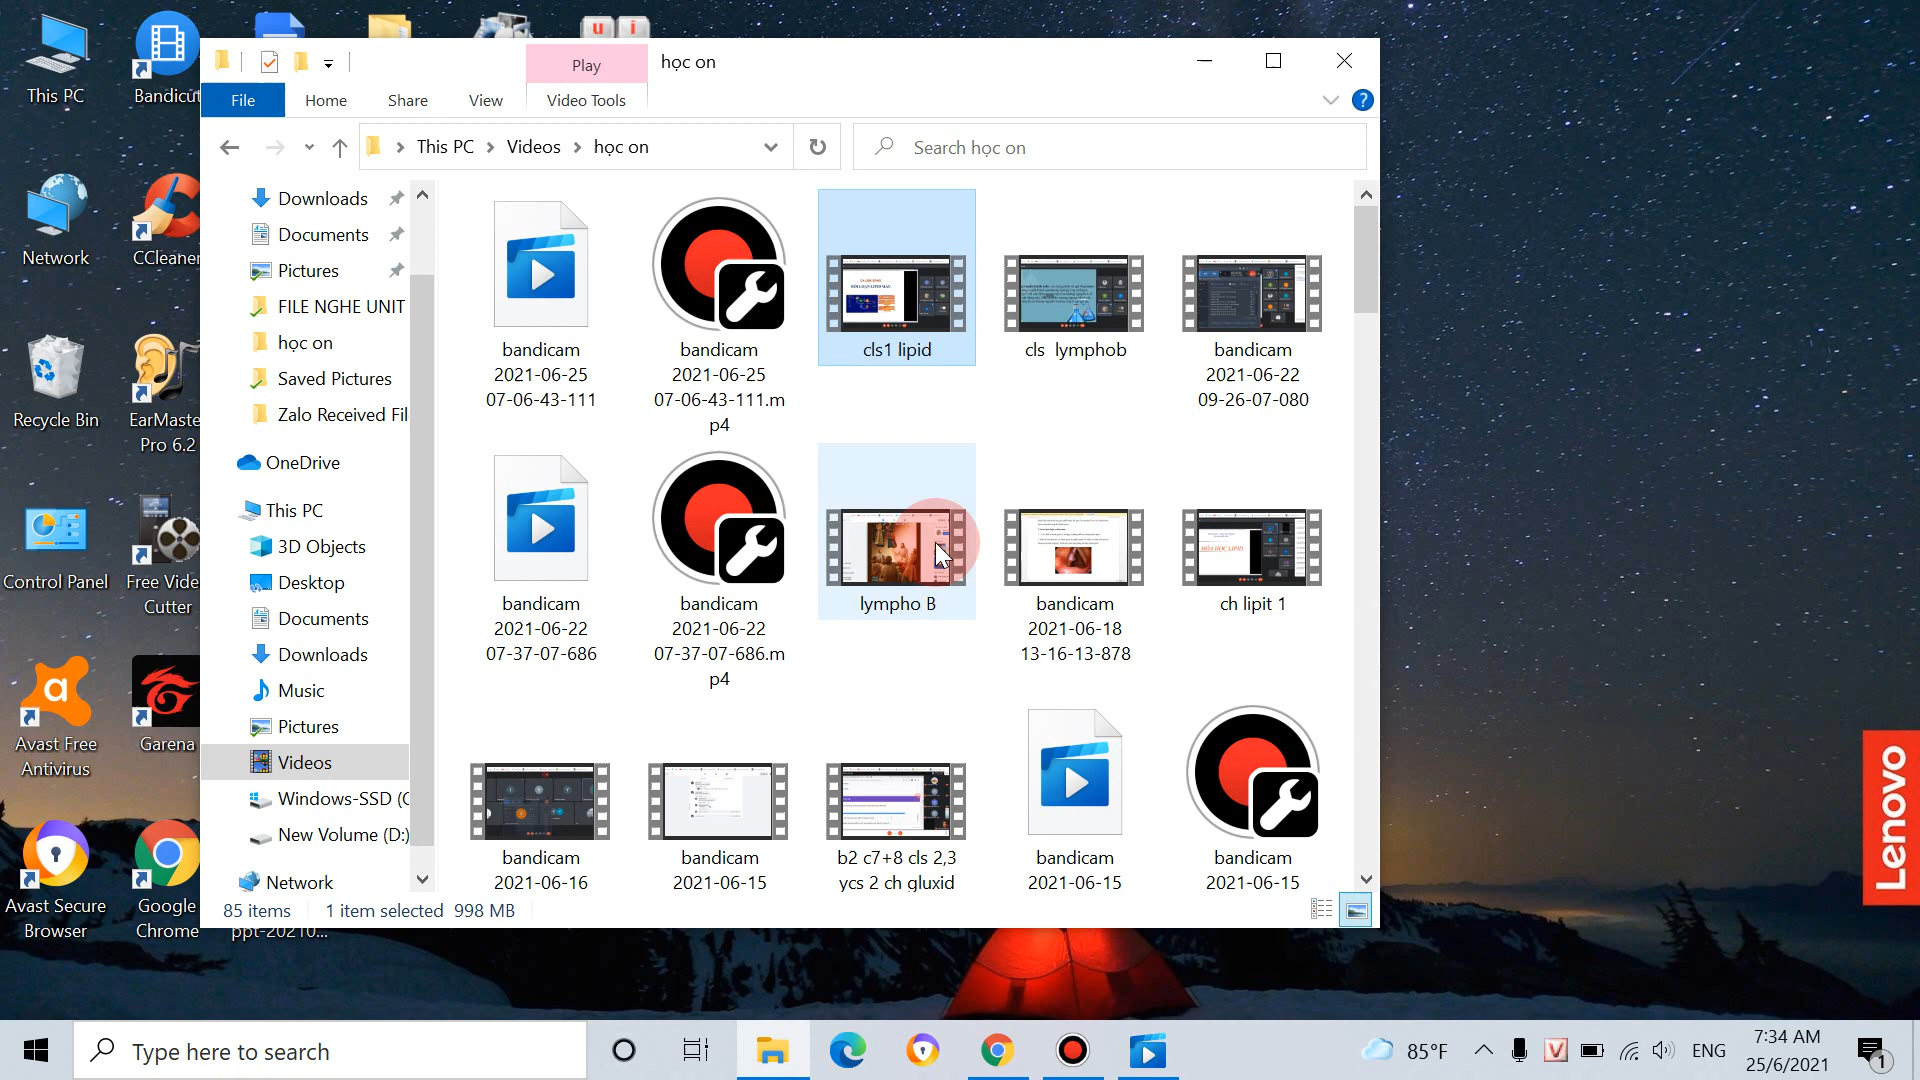 This PC
Bandicut
u i
Network
CCleaner
Recycle Bin
EarMaste
Pro 6.2
Control Panel
Free Vide
Cutter
Avast Free
Antivirus
Garena
Avast Secure
Browser
Google
Chrome
ppt-20210...
Play
học on
File
Home
Share
View
Video Tools
This PC
Videos
học on
Search học on
Downloads
Documents
Pictures
FILE NGHE UNIT
học on
Saved Pictures
Zalo Received Fil
OneDrive
This PC
3D Objects
Desktop
Documents
Downloads
Music
Pictures
Videos
Windows-SSD (C
New Volume (D:)
Network
bandicam
2021-06-25
07-06-43-111
bandicam
2021-06-25
07-06-43-111.m
p4
cls1 lipid
cls  lymphob
bandicam
2021-06-22
09-26-07-080
bandicam
2021-06-22
07-37-07-686
bandicam
2021-06-22
07-37-07-686.m
p4
lympho B
bandicam
2021-06-18
13-16-13-878
HÓA HỌC LIPID
ch lipit 1
bandicam
2021-06-16
bandicam
2021-06-15
b2 c7+8 cls 2,3
ycs 2 ch gluxid
bandicam
2021-06-15
bandicam
2021-06-15
85 items
1 item selected  998 MB
Lenovo
Type here to search
85°F
ENG
7:34 AM
25/6/2021
1